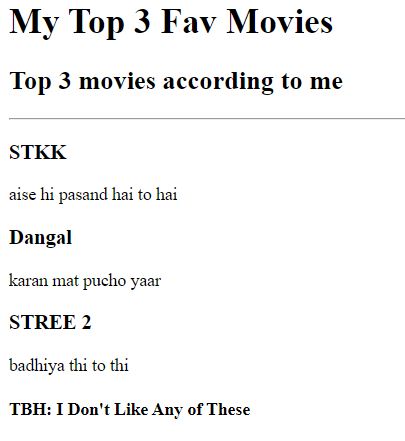 My Top 3 Fav Movies
Top 3 movies according to me
STKK
aise hi pasand hai to hai
Dangal
karan mat pucho yaar
STREE 2
badhiya thi to thi
TBH: I Don't Like Any of These